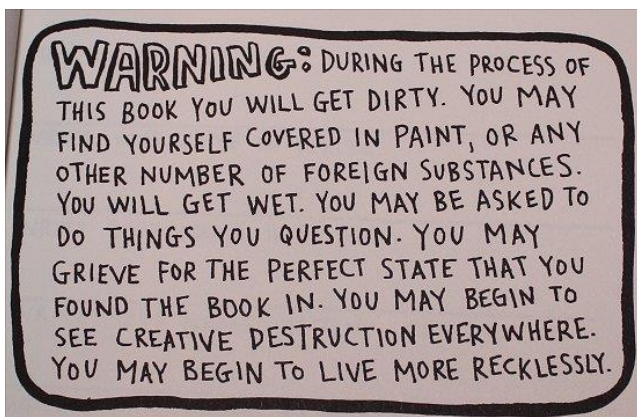 WARNING: DURING THE PROCESS OF
THIS BOOK YOU WILL GET DIRTY. YOU MAY
FIND YOURSELF COVERED IN PAINT, OR ANY
OTHER NUMBER OF FOREIGN SUBSTANCES.
YOU WILL GET WET. YOU MAY BE ASKED TO
DO THINGS YOU QUESTION. YOU MAY
GRIEVE FOR THE PERFECT STATE THAT YOU
FOUND THE BOOK IN. YOU MAY BEGIN TO
SEE CREATIVE DESTRUCTION EVERYWHERE.
YOU MAY BEGIN TO LIVE MORE RECKLESSLY.